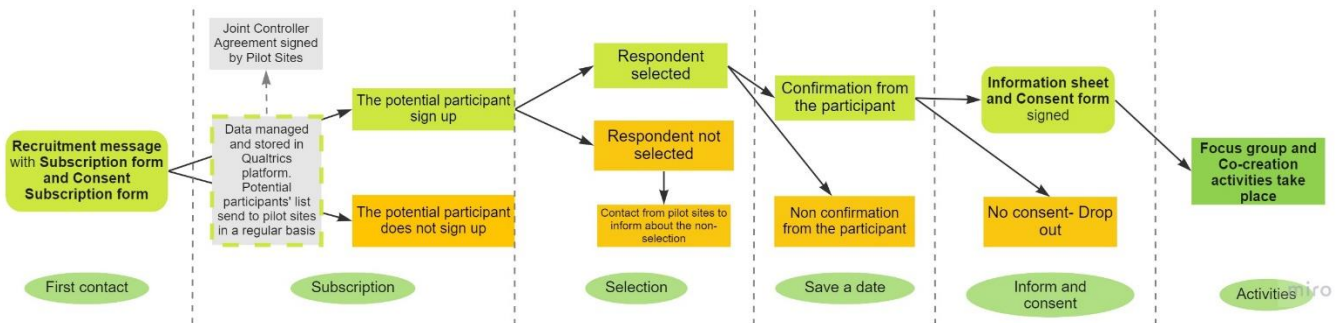 Recruitment message
with Subscription form
and Consent
Subscription form
First contact
Joint Controller
Agreement signed
by Pilot Sites
Data managed
and stored in
Qualtrics
platform.
Potential
participants' list
send to pilot sites
in a regular basis
The potential participant
sign up
The potential participant
does not sign up
Subscription
Respondent
selected
Respondent not
selected
Contact from pilot sites to
inform about the non-
selection
Selection
Confirmation from
the participant
Non confirmation
from the participant
Save a date
Information sheet
and Consent form
signed
No consent- Drop
out
Inform and
consent
Focus group and
Co-creation
activities take
place
Activities
miro